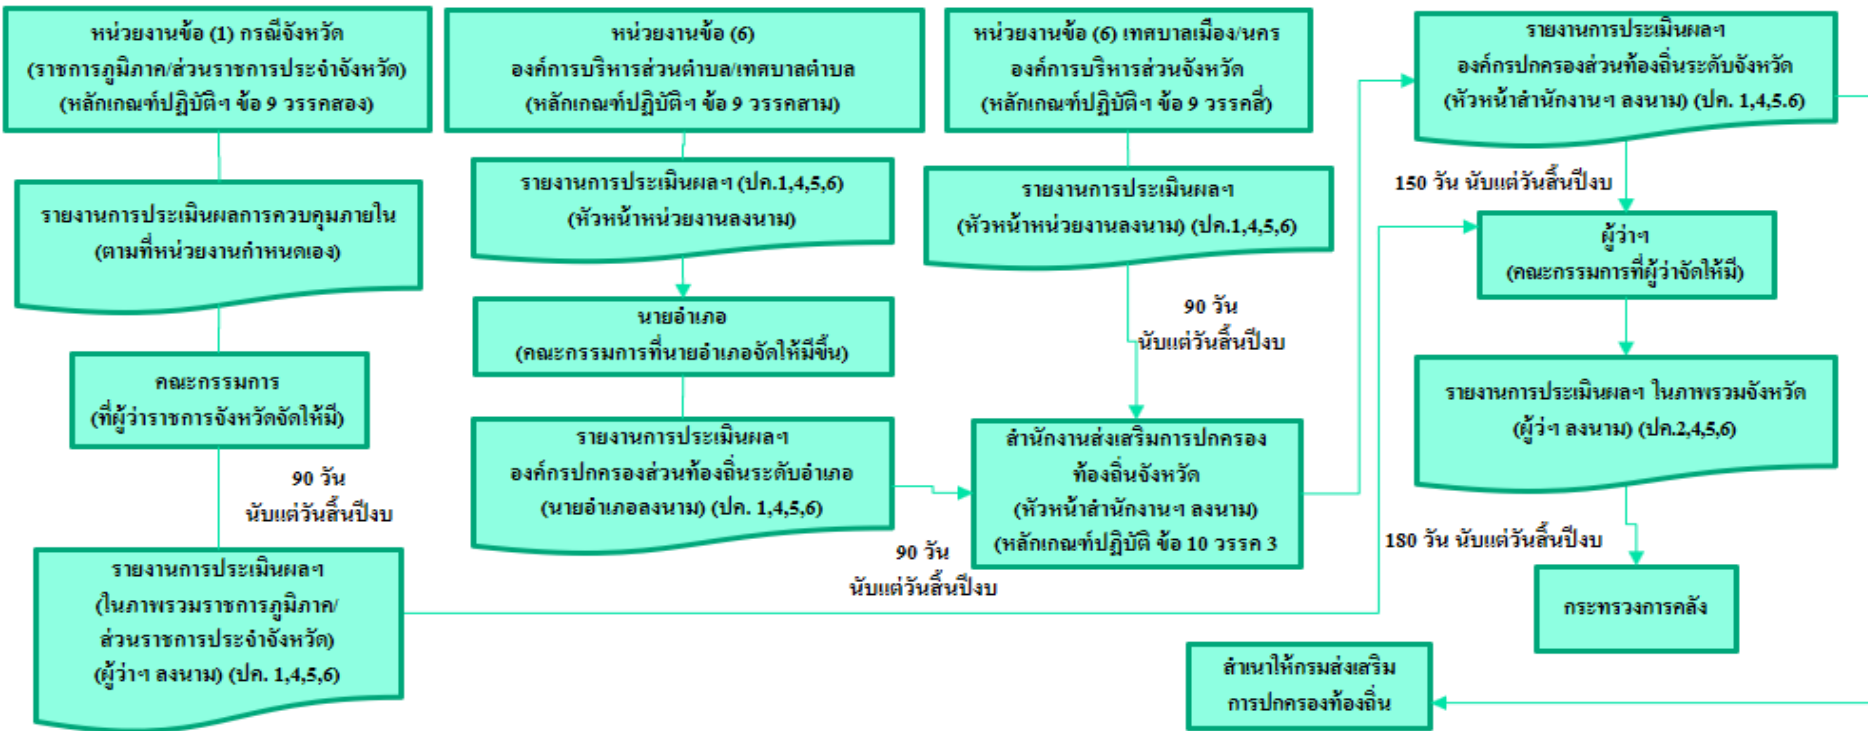 หน่วยงานข้อ (1) กรณีจังหวัด
(ราชการภูมิภาค/ส่วนราชการประจำจังหวัด)
(หลักเกณฑ์ปฏิบัติฯ ข้อ 9 วรรคสอง)
รายงานการประเมินผลการควบคุมภายใน
(ตามที่หน่วยงานกำหนดเอง)
คณะกรรมการ
(ที่ผู้ว่าราชการจังหวัดจัดให้มี)
90 วัน
นับแต่วันสิ้นปีงบ
รายงานการประเมินผลฯ
(ในภาพรวมราชการภูมิภาค/
ส่วนราชการประจำจังหวัด)
(ผู้ว่าฯ ลงนาม) (ปค. 1,4,5,6)
หน่วยงานข้อ (6)
องค์การบริหารส่วนตำบล/เทศบาลตำบล
(หลักเกณฑ์ปฏิบัติฯ ข้อ 9 วรรคสาม)
รายงานการประเมินผลฯ (ปค.1,4,5,6)
(หัวหน้าหน่วยงานลงนาม)
นายอำเภอ
(คณะกรรมการที่นายอำเภอจัดให้มีขึ้น)
รายงานการประเมินผลฯ
องค์กรปกครองส่วนท้องถิ่นระดับอำเภอ
(นายอำเภอลงนาม) (ปค. 1,4,5,6)
90 วัน
นับแต่วันสิ้นปีงบ
หน่วยงานข้อ (6) เทศบาลเมือง/นคร
องค์การบริหารส่วนจังหวัด
(หลักเกณฑ์ปฏิบัติฯ ข้อ 9 วรรคสี่)
รายงานการประเมินผลฯ
(หัวหน้าหน่วยงานลงนาม) (ปค.1,4,5,6)
90 วัน
นับแต่วันสิ้นปีงบ
สำนักงานส่งเสริมการปกครอง
ท้องถิ่นจังหวัด
(หัวหน้าสำนักงานฯ ลงนาม)
(หลักเกณฑ์ปฏิบัติ ข้อ 10 วรรค 3
รายงานการประเมินผลฯ
องค์กรปกครองส่วนท้องถิ่นระดับจังหวัด
(หัวหน้าสำนักงานฯ ลงนาม) (ปค. 1,4,5.6)
150 วัน นับแต่วันสิ้นปีงบ
ผู้ว่าฯ
(คณะกรรมการที่ผู้ว่าจัดให้มี)
รายงานการประเมินผลฯ ในภาพรวมจังหวัด
(ผู้ว่ฯ ลงนาม) (ปค.2,4,5,6)
180 วัน นับแต่วันสิ้นปีงบ
กระทรวงการคลัง
สำเนาให้กรมส่งเสริม
การปกครองท้องถิ่น